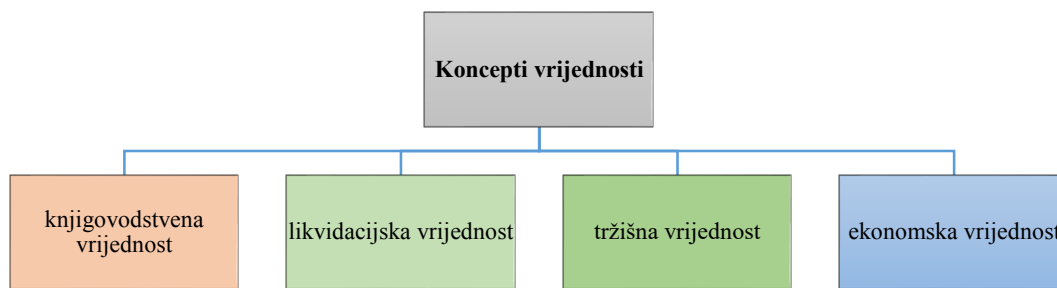 Koncepti vrijednosti
knjigovodstvena
vrijednost
likvidacijska vrijednost
tržišna vrijednost
ekonomska vrijednost